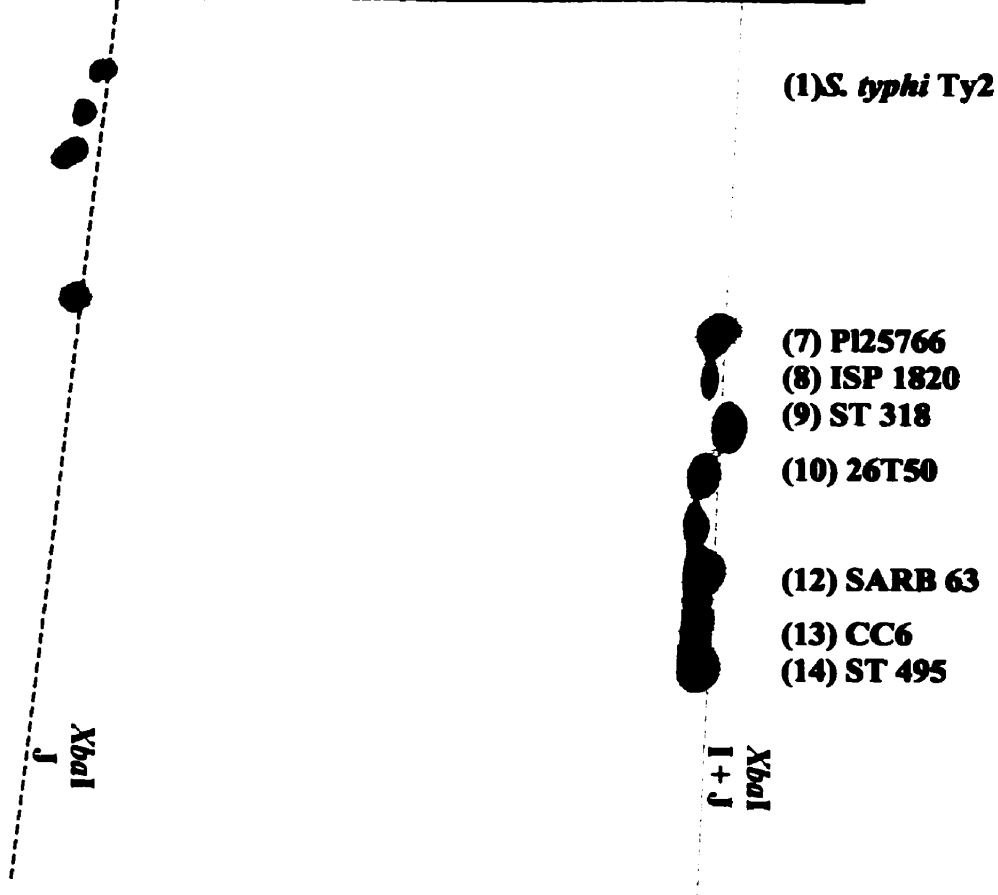 (1)S. typhi Ty2
(7) Pl25766
(8) ISP 1820
(9) ST 318
(10) 26T50
(12) SARB 63
(13) CC6
(14) ST 495
XbaI
J
XbaI
I + J